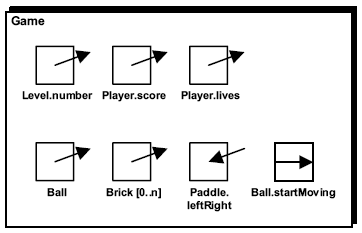 Game
Level.number Player.score Player.lives
Ball Brick [0..n] Paddle. Ball.startMoving
leftRight